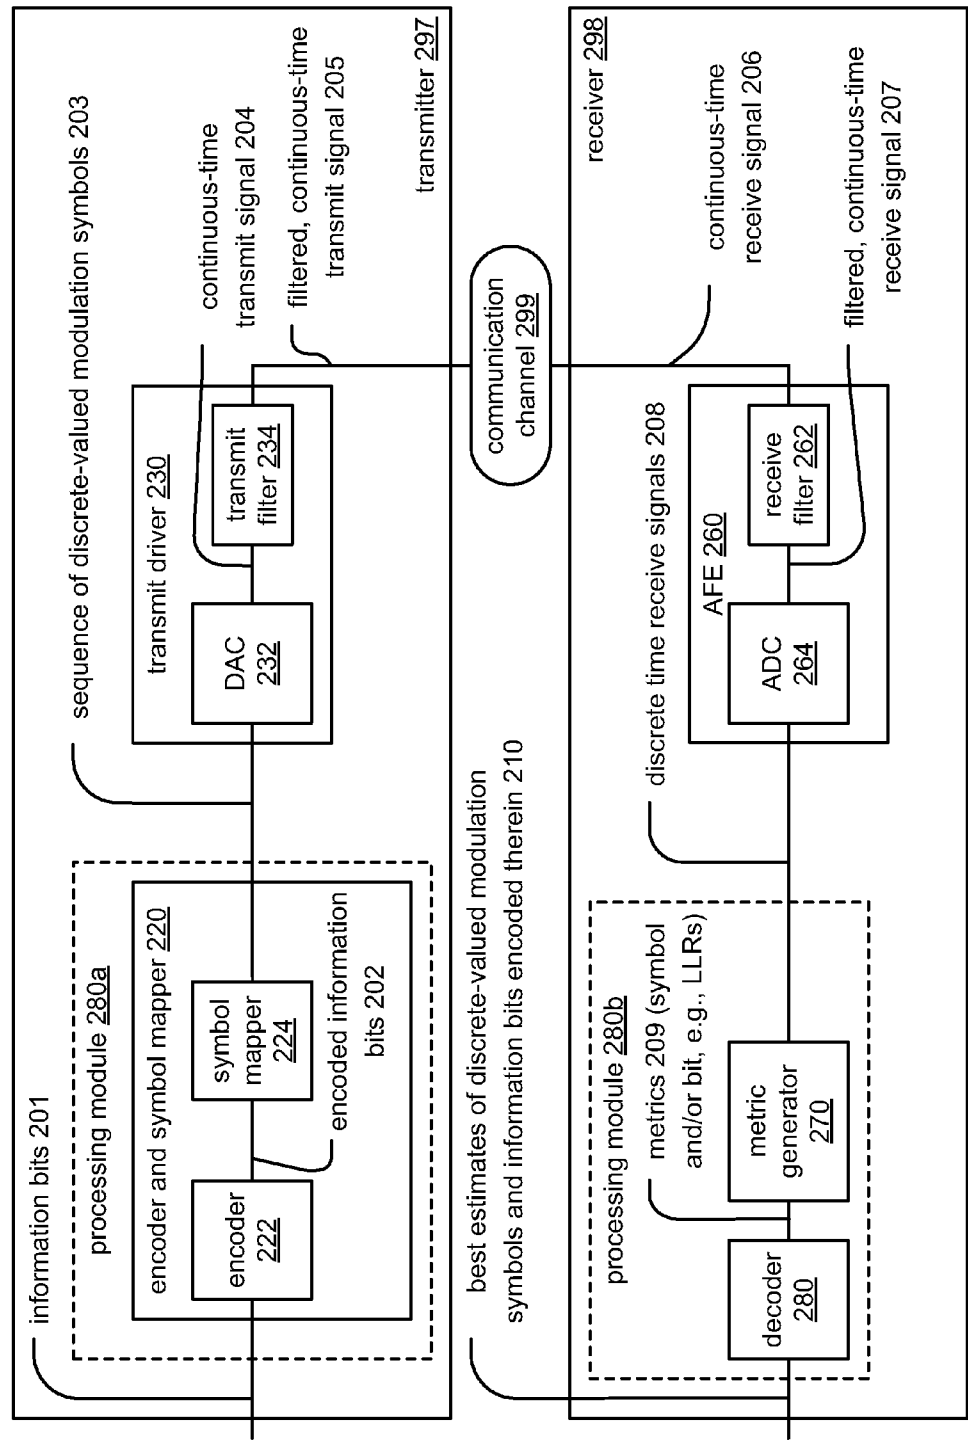 information bits 201
sequence of discrete-valued modulation symbols 203
processing module 280a
encoder and symbol mapper 220
encoder
222
symbol
mapper
224
encoded information
bits 202
transmit driver 230
DAC
232
transmit
filter 234
continuous-time
transmit signal 204
filtered, continuous-time
transmit signal 205
transmitter 297
communication
channel 299
best estimates of discrete-valued modulation
symbols and information bits encoded therein 210
receiver 298
processing module 280b
metrics 209 (symbol
and/or bit, e.g., LLRs)
decoder
280
metric
generator
270
discrete time receive signals 208
AFE 260
ADC
264
receive
filter 262
continuous-time
receive signal 206
filtered, continuous-time
receive signal 207